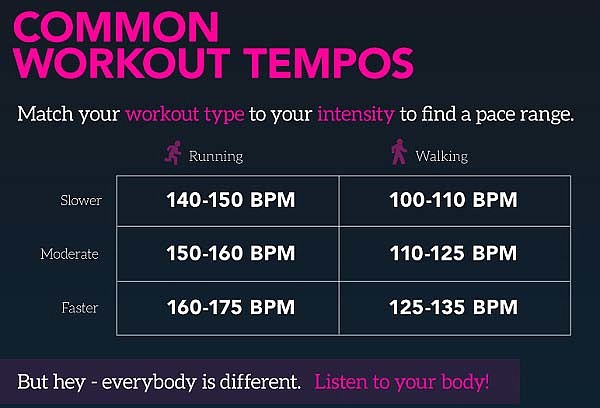 COMMON
WORKOUT TEMPOS
Match your workout type to your intensity to find a pace range.
Running Walking
Slower 140-150 BPM 100-110 BPM
Moderate 150-160 BPM 110-125 BPM
Faster 160-175 BPM 125-135 BPM
But hey - everybody is different. Listen to your body!